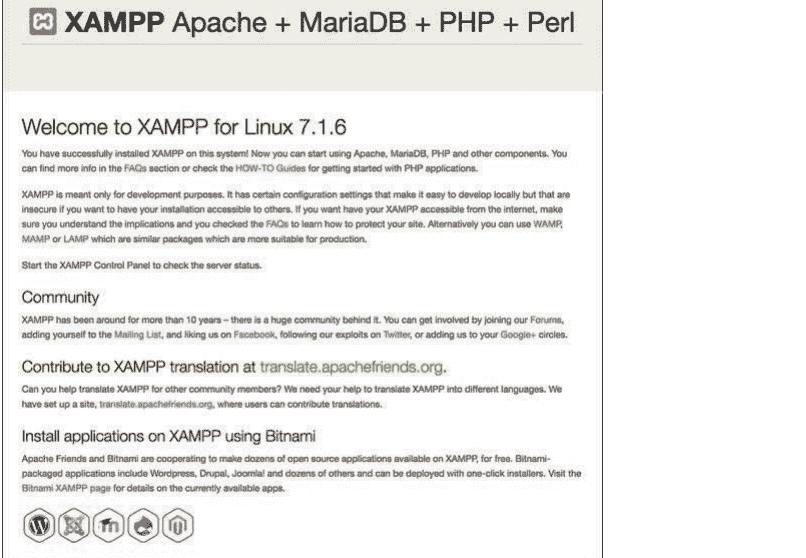 XAMPP Apache + MariaDB + PHP + Perl
Welcome to XAMPP for Linux 7.1.6
You have successfully installed XAMPP on this system! Now you can start using Apache, MariaDB, PHP and other components. You
can find more info in the FAQs section or check the HOW-TO Guides for getting started with PHP applications.
XAMPP is meant only for development purposes. It has certain configuration settings that make it easy to develop locally but that are
insecure if you want to have your installation accessible to others. If you want have your XAMPP accessible from the internet, make
sure you understand the implications and you checked the FAQs to learn how to protect your site. Alternatively you can use WAMP,
MAMP or LAMP which are similar packages which are more suitable for production.
Start the XAMPP Control Panel to check the server status.
Community
XAMPP has been around for more than 10 years – there is a huge community behind it. You can get involved by joining our Forums,
adding yourself to the Mailing List, and liking us on Facebook, following our exploits on Twitter, or adding us to your Google+ circles.
Contribute to XAMPP translation at translate.apachefriends.org.
Can you help translate XAMPP for other community members? We need your help to translate XAMPP into different languages. We
have set up a site, translate.apachefriends.org, where users can contribute translations.
Install applications on XAMPP using Bitnami
Apache Friends and Bitnami are cooperating to make dozens of open source applications available on XAMPP, for free. Bitnami-
packaged applications include Wordpress, Drupal, Joomla! and dozens of others and can be deployed with one-click installers. Visit the
Bitnami XAMPP page for details on the currently available apps.